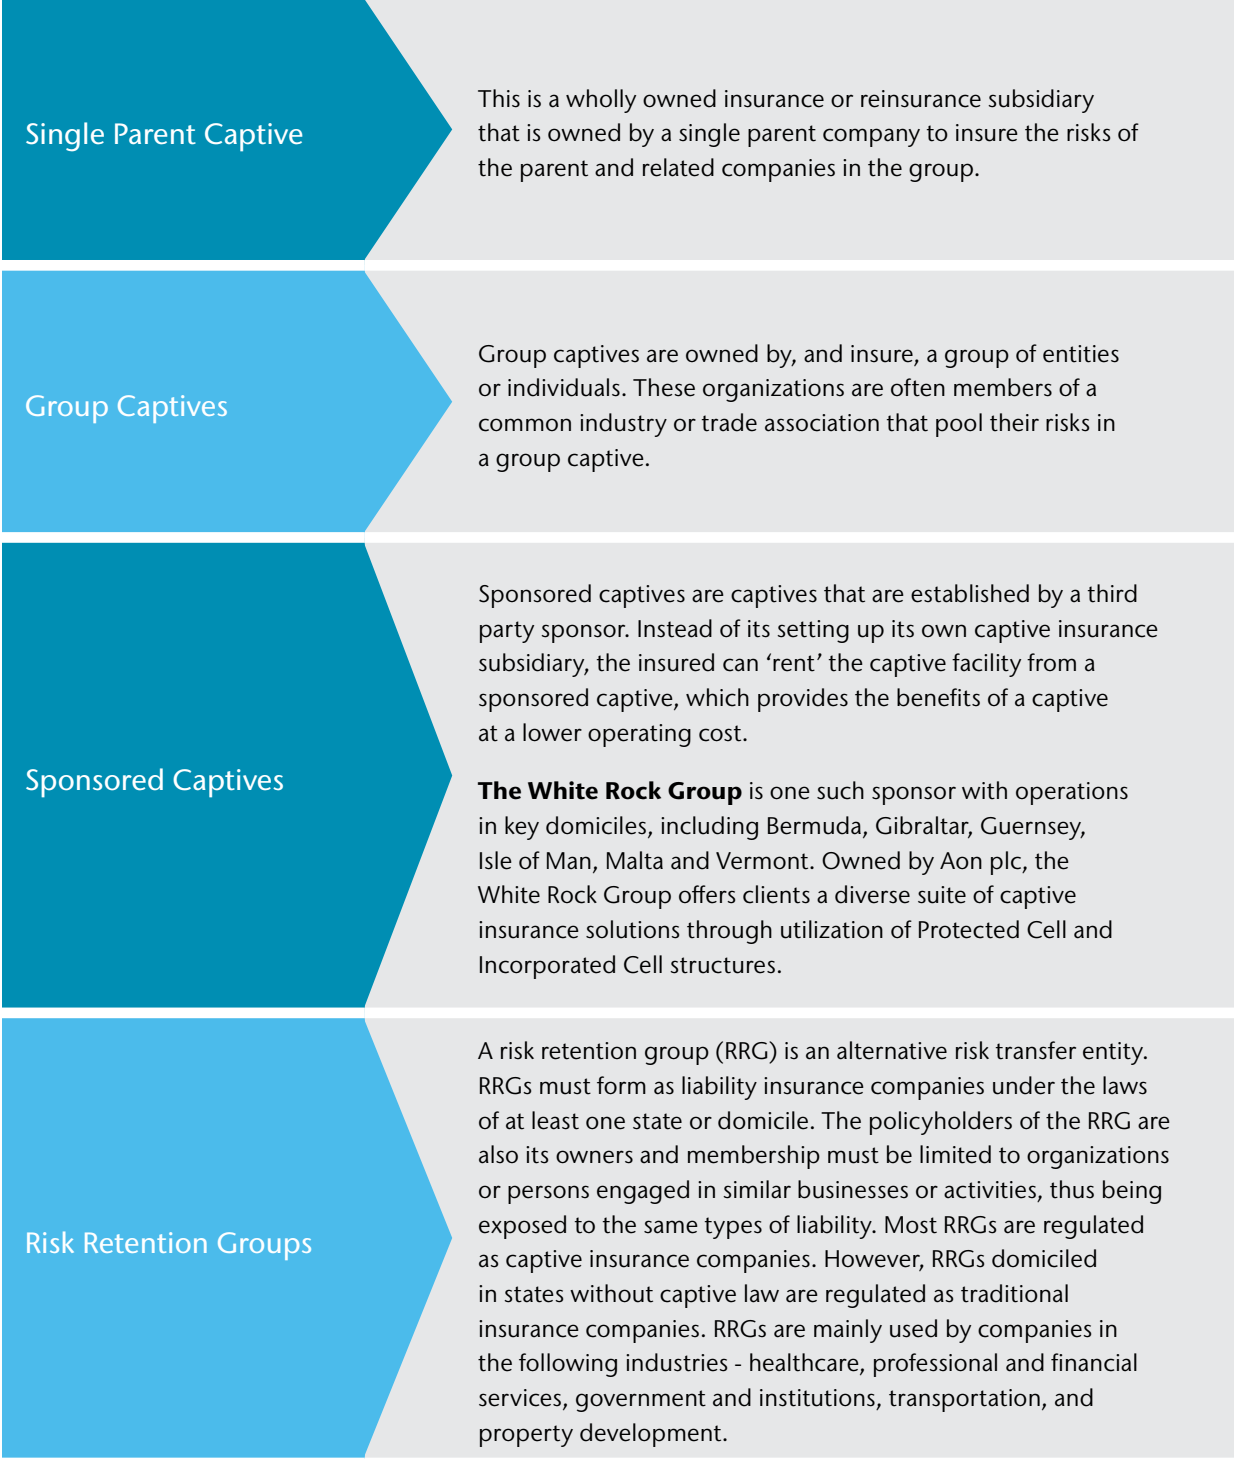 Single Parent Captive
This is a wholly owned insurance or reinsurance subsidiary
that is owned by a single parent company to insure the risks of
the parent and related companies in the group.
Group Captives
Group captives are owned by, and insure, a group of entities
or individuals. These organizations are often members of a
common industry or trade association that pool their risks in
a group captive.
Sponsored Captives
Sponsored captives are captives that are established by a third
party sponsor. Instead of its setting up its own captive insurance
subsidiary, the insured can ‘rent’ the captive facility from a
sponsored captive, which provides the benefits of a captive
at a lower operating cost.
The White Rock Group is one such sponsor with operations
in key domiciles, including Bermuda, Gibraltar, Guernsey,
Isle of Man, Malta and Vermont. Owned by Aon plc, the
White Rock Group offers clients a diverse suite of captive
insurance solutions through utilization of Protected Cell and
Incorporated Cell structures.
Risk Retention Groups
A risk retention group (RRG) is an alternative risk transfer entity.
RRGs must form as liability insurance companies under the laws
of at least one state or domicile. The policyholders of the RRG are
also its owners and membership must be limited to organizations
or persons engaged in similar businesses or activities, thus being
exposed to the same types of liability. Most RRGs are regulated
as captive insurance companies. However, RRGs domiciled
in states without captive law are regulated as traditional
insurance companies. RRGs are mainly used by companies in
the following industries - healthcare, professional and financial
services, government and institutions, transportation, and
property development.